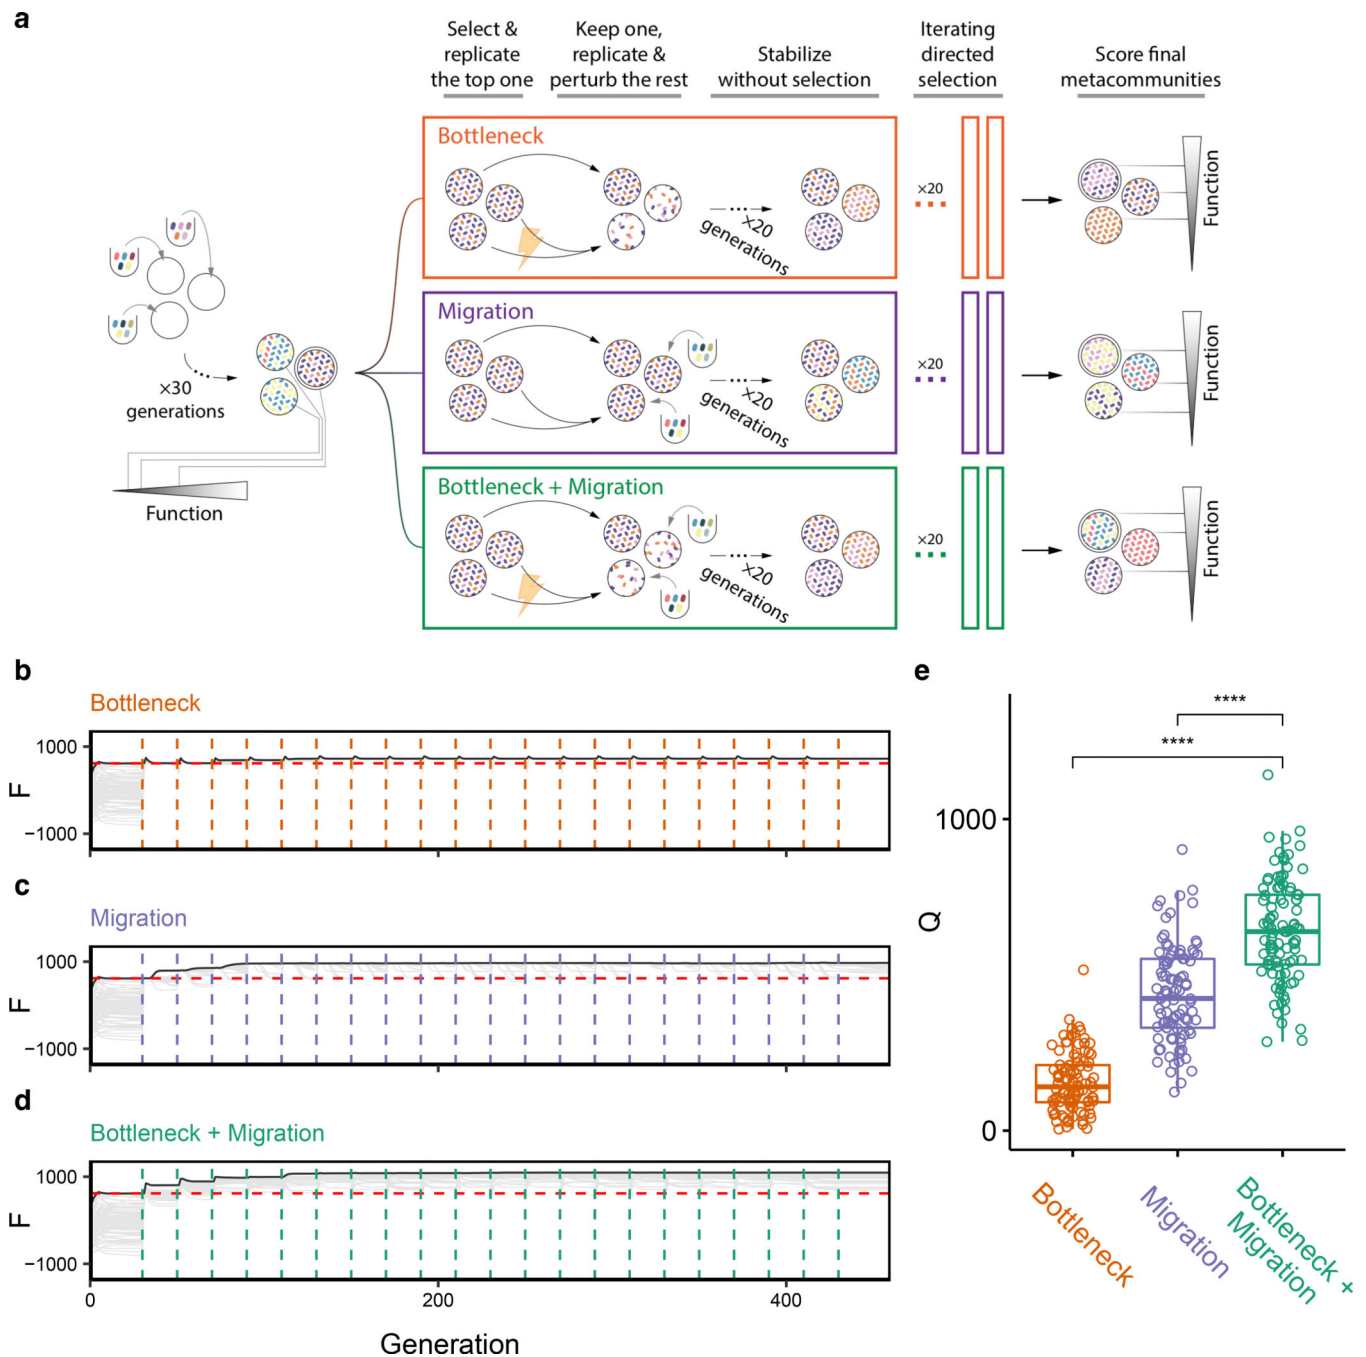 a
Select &
replicate
the top one
Keep one,
replicate &
perturb the rest
Stabilize
without selection
Iterating
directed
selection
Score final
metacommunities
Bottleneck
×20
generations
×20
Function
×30
generations
Function
Migration
×20
generations
×20
Function
Bottleneck + Migration
×20
generations
×20
Function
b
Bottleneck
1000
−1000
F
c
Migration
1000
−1000
F
d
Bottleneck + Migration
1000
−1000
F
0
200
400
Generation
e
****
****
1000
0
Q
Bottleneck
Migration
Bottleneck +
Migration